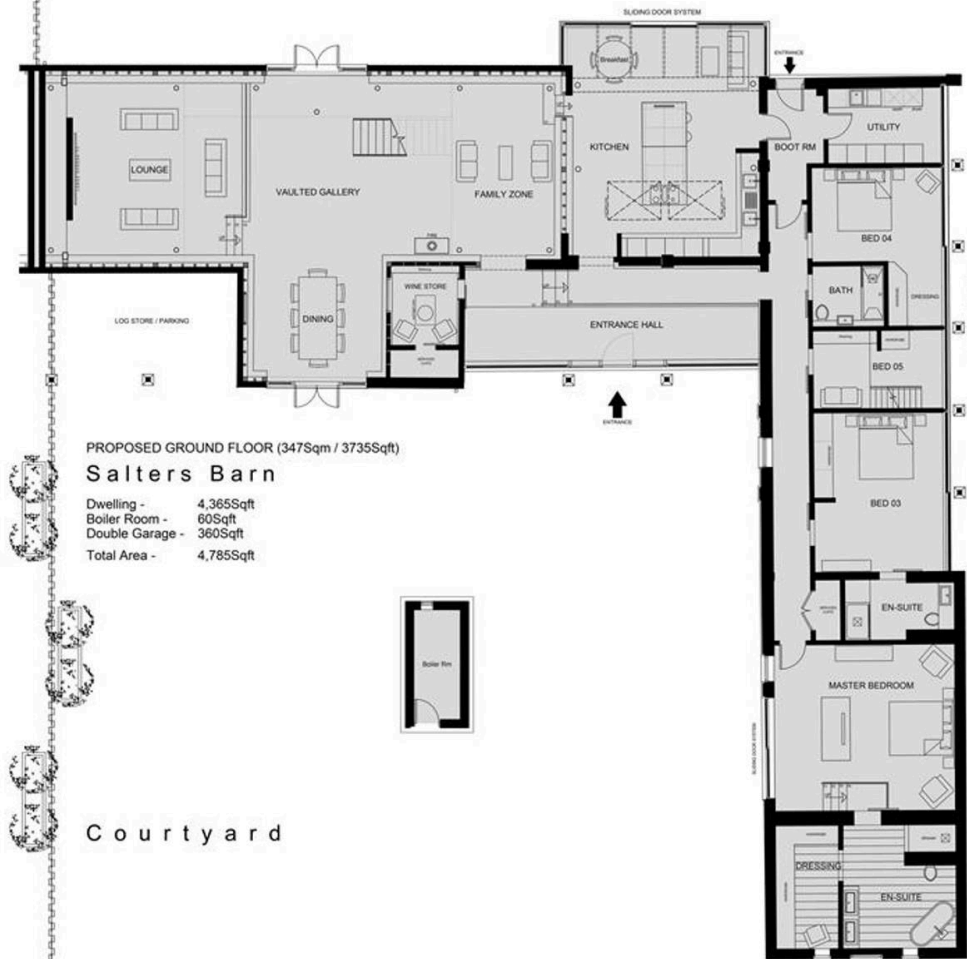 SLIDING DOOR SYSTEM
ENTRANCE
Breakfast
UTILITY
KITCHEN
BOOT RM
LOUNGE
VAULTED GALLERY
FAMILY ZONE
BED 04
FIRE
UP
WINE STORE
BATH
DRESSING
LOG STORE / PARKING
DINING
ENTRANCE HALL
BED 05
ENTRANCE
PROPOSED GROUND FLOOR (347Sqm / 3735Sqft)
Salters Barn
Dwelling - 4,365Sqft
Boiler Room - 60Sqft
Double Garage - 360Sqft
Total Area - 4,785Sqft
BED 03
EN-SUITE
Boiler Rm
MASTER BEDROOM
SLIDING DOOR SYSTEM
UP
Courtyard
DRESSING
EN-SUITE